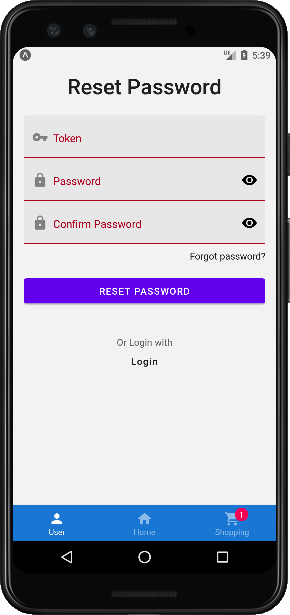 5:39
Reset Password
Token
Password
Confirm Password
Forgot password?
RESET PASSWORD
Or Login with
Login
1
User
Home
Shopping